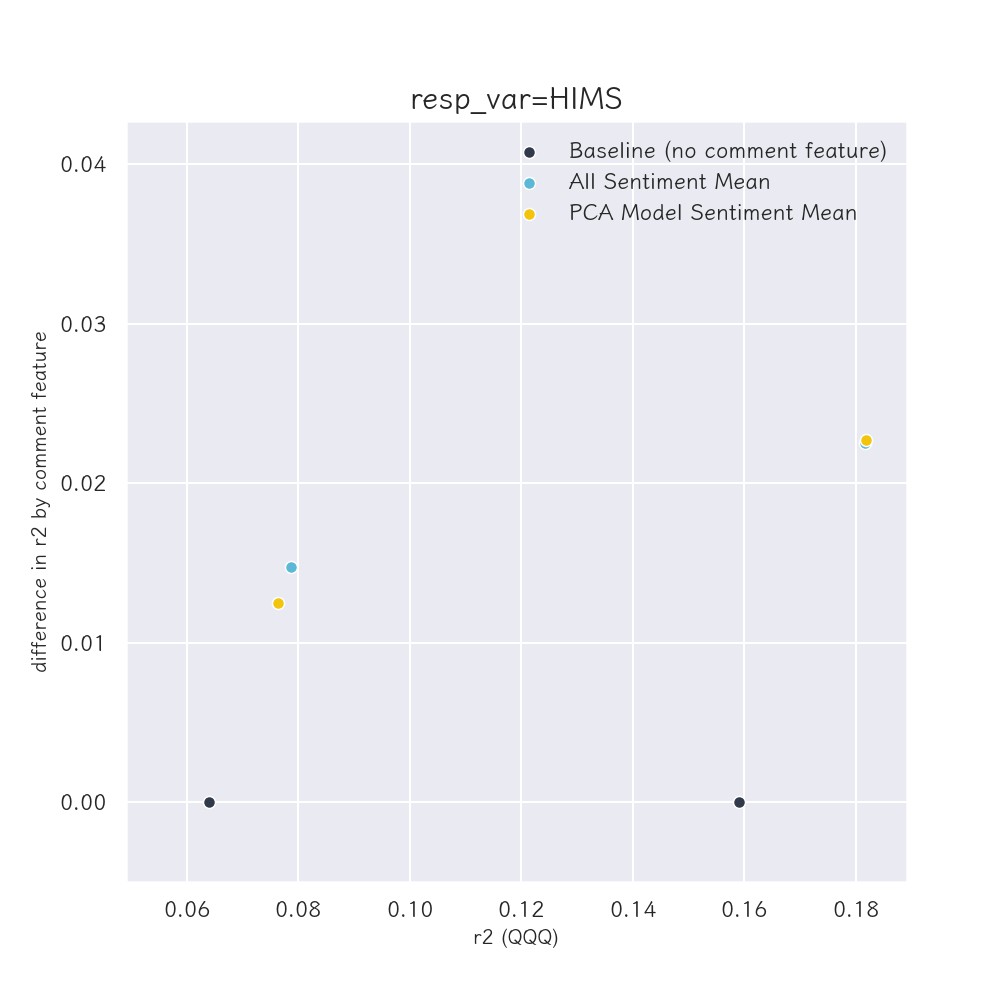 resp_var=HIMS
Baseline (no comment feature)
All Sentiment Mean
PCA Model Sentiment Mean
difference in r2 by comment feature
0.04
0.03
0.02
0.01
0.00
0.06 0.08 0.10 0.12 0.14 0.16 0.18
r2 (QQQ)